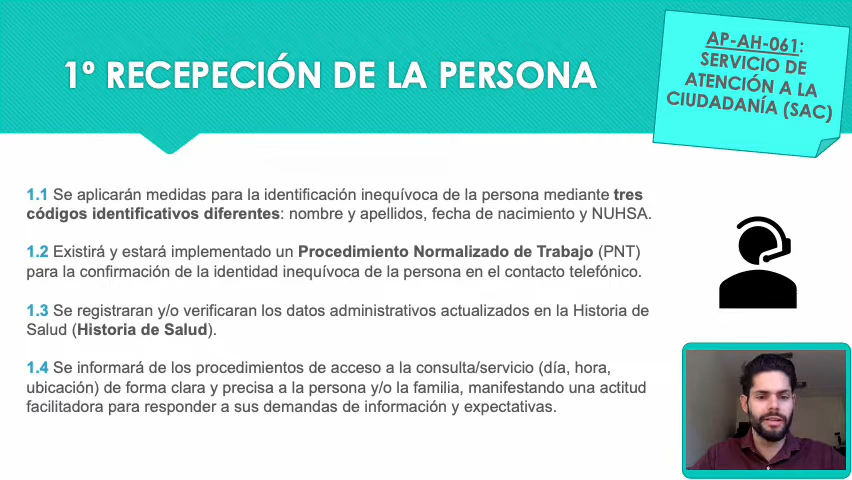 1º RECEPECIÓN DE LA PERSONA
AP-AH-061:
SERVICIO DE
ATENCIÓN A LA
CIUDADANÍA (SAC)
1.1 Se aplicarán medidas para la identificación inequívoca de la persona mediante tres
códigos identificativos diferentes: nombre y apellidos, fecha de nacimiento y NUHSA.
1.2 Existirá y estará implementado un Procedimiento Normalizado de Trabajo (PNT)
para la confirmación de la identidad inequívoca de la persona en el contacto telefónico.
1.3 Se registraran y/o verificaran los datos administrativos actualizados en la Historia de
Salud (Historia de Salud).
1.4 Se informará de los procedimientos de acceso a la consulta/servicio (día, hora,
ubicación) de forma clara y precisa a la persona y/o la familia, manifestando una actitud
facilitadora para responder a sus demandas de información y expectativas.